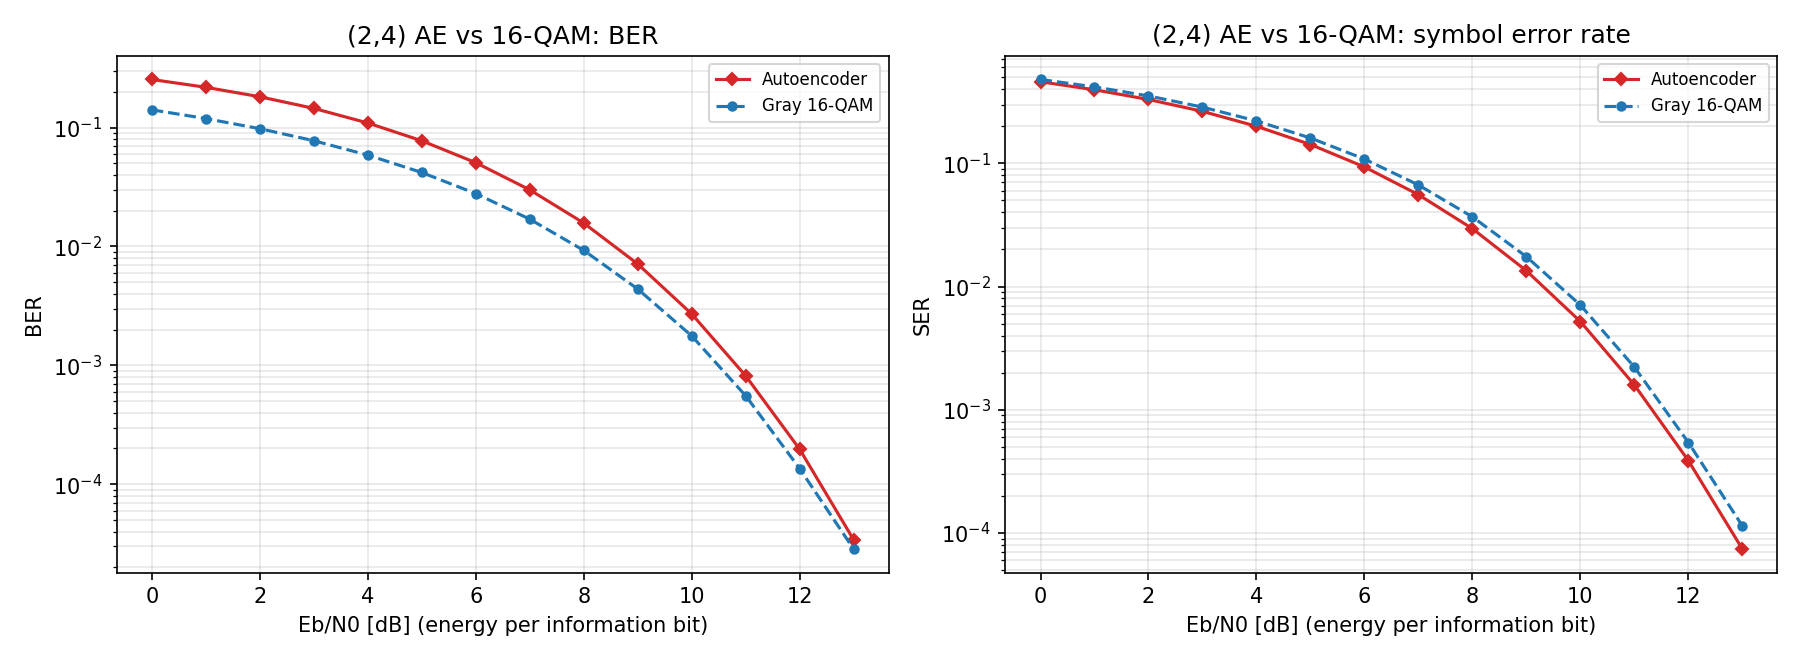 (2,4) AE vs 16-QAM: BER
Autoencoder
Gray 16-QAM
BER
10⁻¹
10⁻²
10⁻³
10⁻⁴
0 2 4 6 8 10 12
Eb/N0 [dB] (energy per information bit)
(2,4) AE vs 16-QAM: symbol error rate
Autoencoder
Gray 16-QAM
SER
10⁻¹
10⁻²
10⁻³
10⁻⁴
0 2 4 6 8 10 12
Eb/N0 [dB] (energy per information bit)